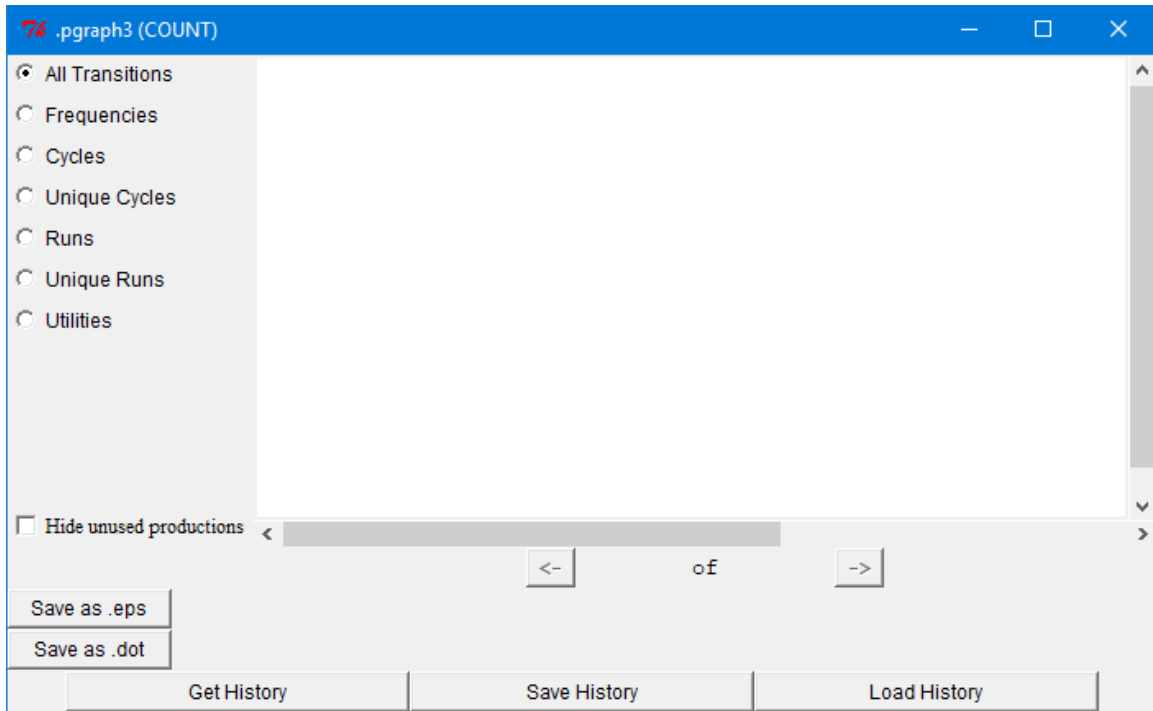 .pgraph3 (COUNT)
All Transitions
Frequencies
Cycles
Unique Cycles
Runs
Unique Runs
Utilities
Hide unused productions
<- of ->
Save as .eps
Save as .dot
Get History Save History Load History